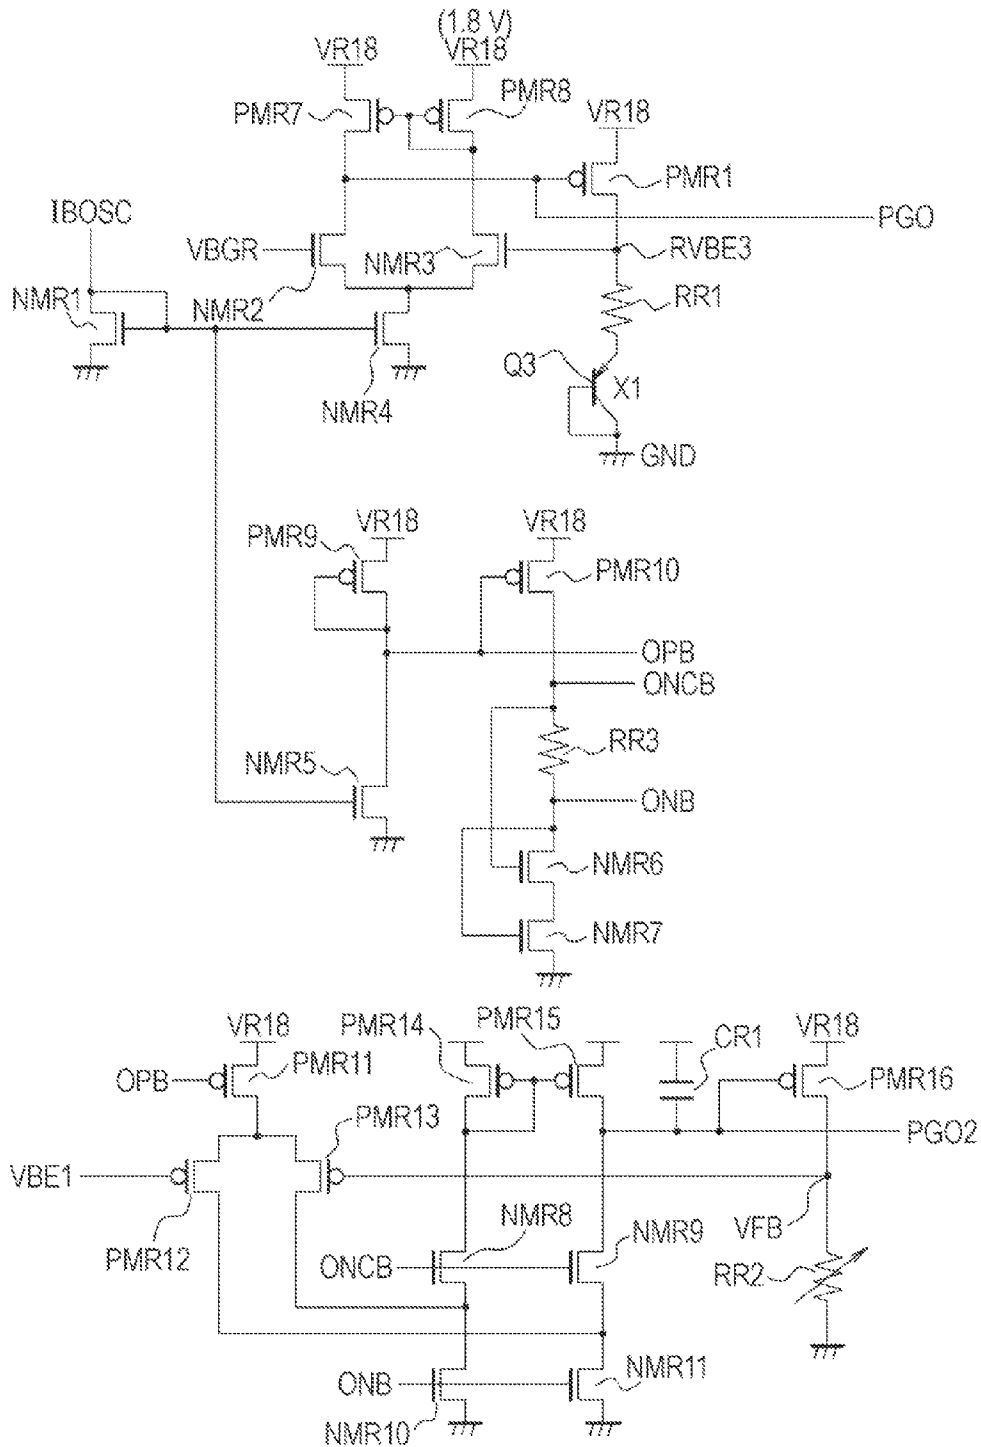 (1.8 V)
VR18 VR18
PMR7 PMR8
VR18
PMR1
IBOSC
PGO
VBGR NMR3 RVBE3
NMR1 NMR2 RR1
Q3 X1
NMR4
GND
VR18 VR18
PMR9 PMR10
OPB
ONCB
RR3
NMR5
ONB
NMR6
NMR7
VR18 PMR14 PMR15 CR1 VR18
OPB PMR11 PMR16
PMR13
PGO2
VBE1
NMR8 NMR9 VFB
PMR12 ONCB RR2
ONB NMR11
NMR10